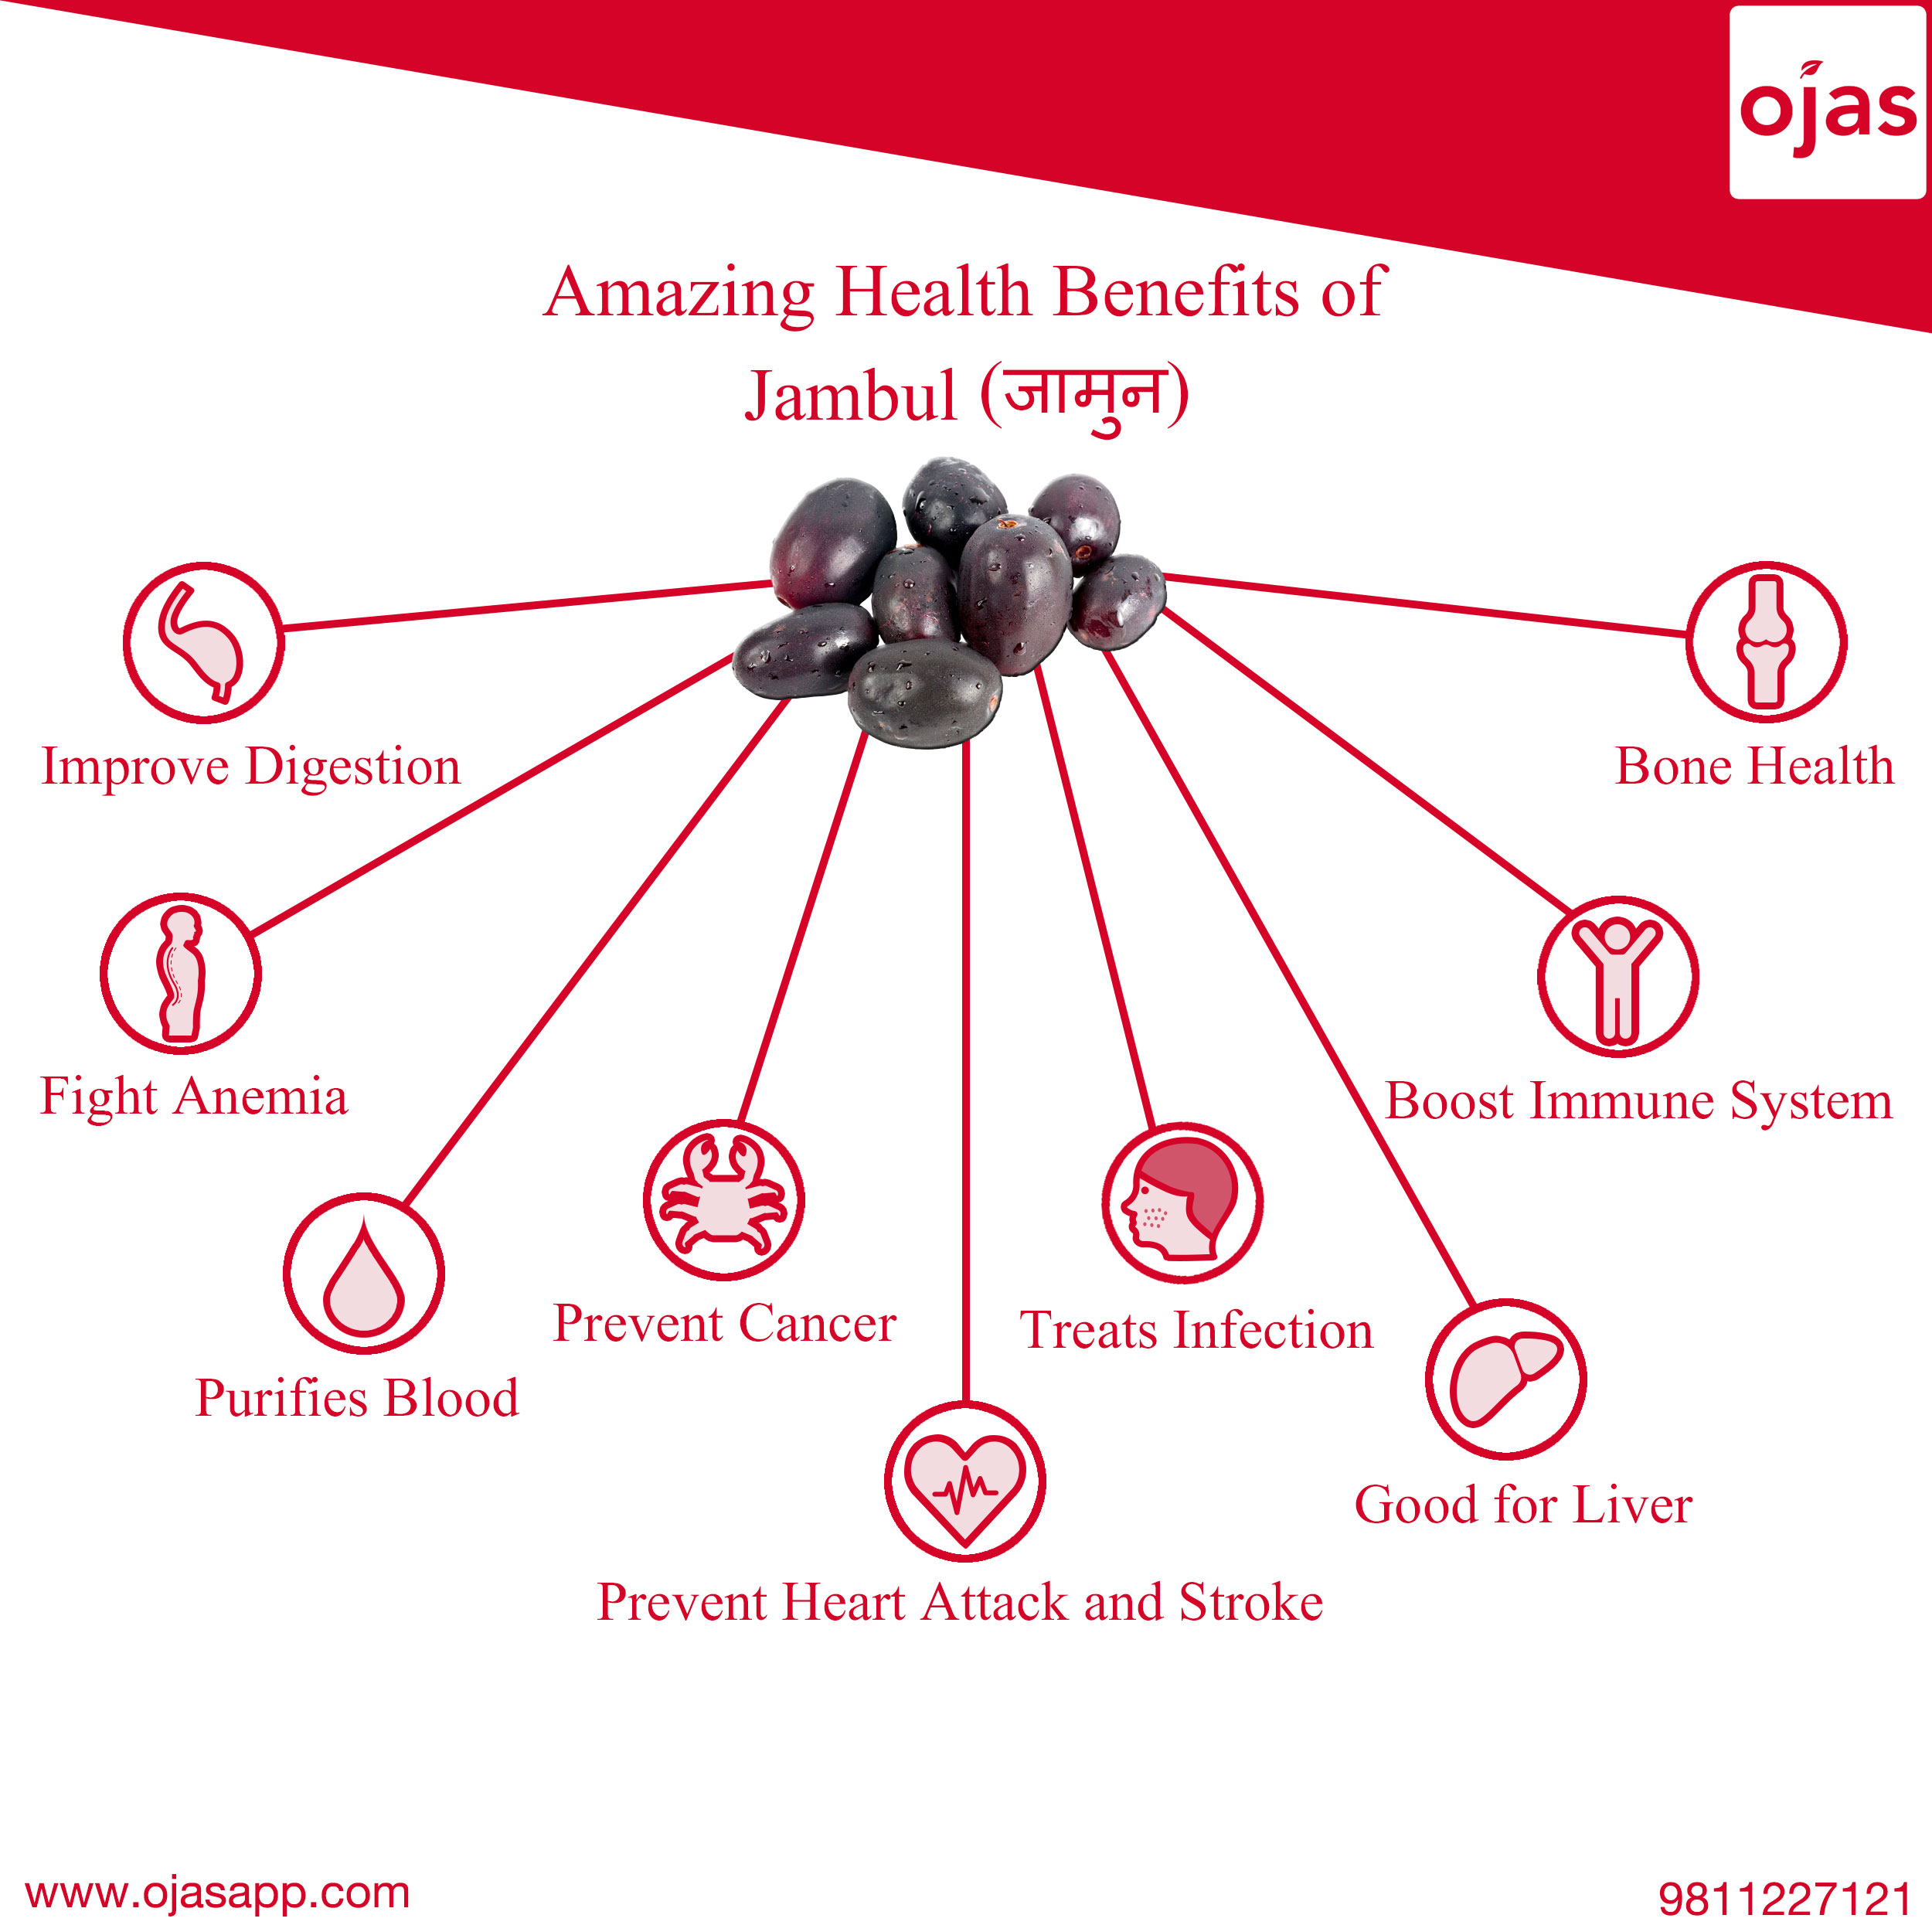 ojas
Amazing Health Benefits of
Jambul (जामुन)
Improve Digestion
Bone Health
Fight Anemia
Boost Immune System
Prevent Cancer
Treats Infection
Purifies Blood
Good for Liver
Prevent Heart Attack and Stroke
www.ojasapp.com
9811227121